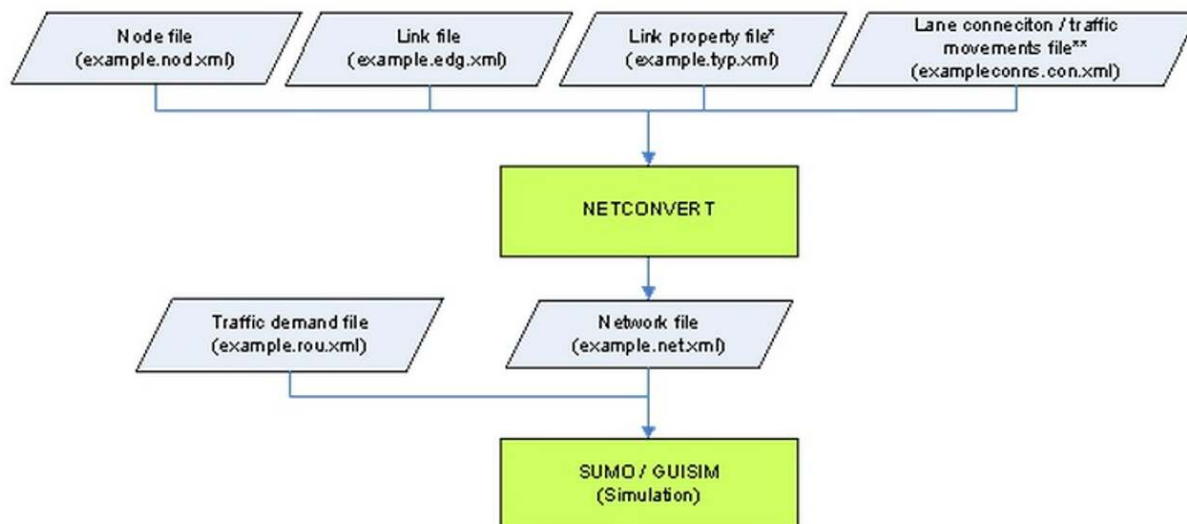 Node file
(example.nod.xml)
Link file
(example.edg.xml)
Link property file*
(example.typ.xml)
Lane conneciton / traffic
movements file**
(exampleconns.con.xml)
NETCONVERT
Traffic demand file
(example.rou.xml)
Network file
(example.net.xml)
SUMO / GUISIM
(Simulation)